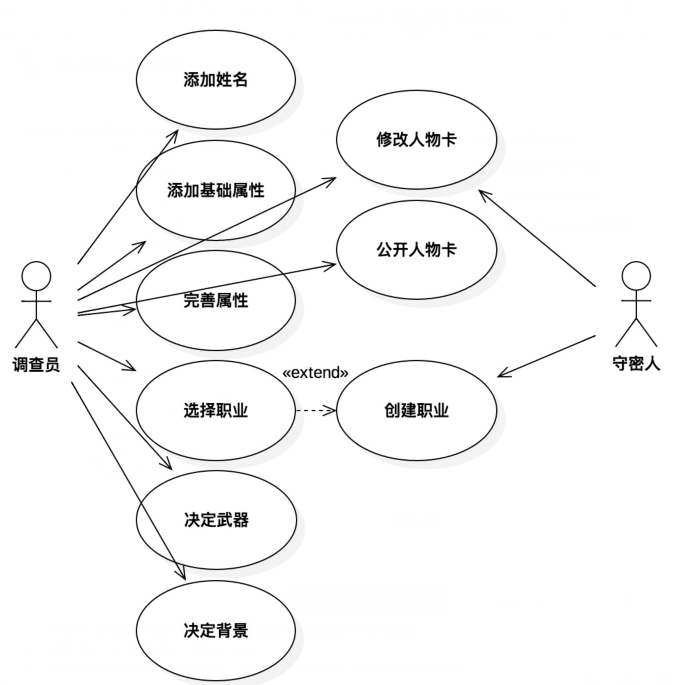 添加姓名
修改人物卡
添加基础属性
公开人物卡
完善属性
调查员
守密人
«extend»
选择职业
创建职业
决定武器
决定背景